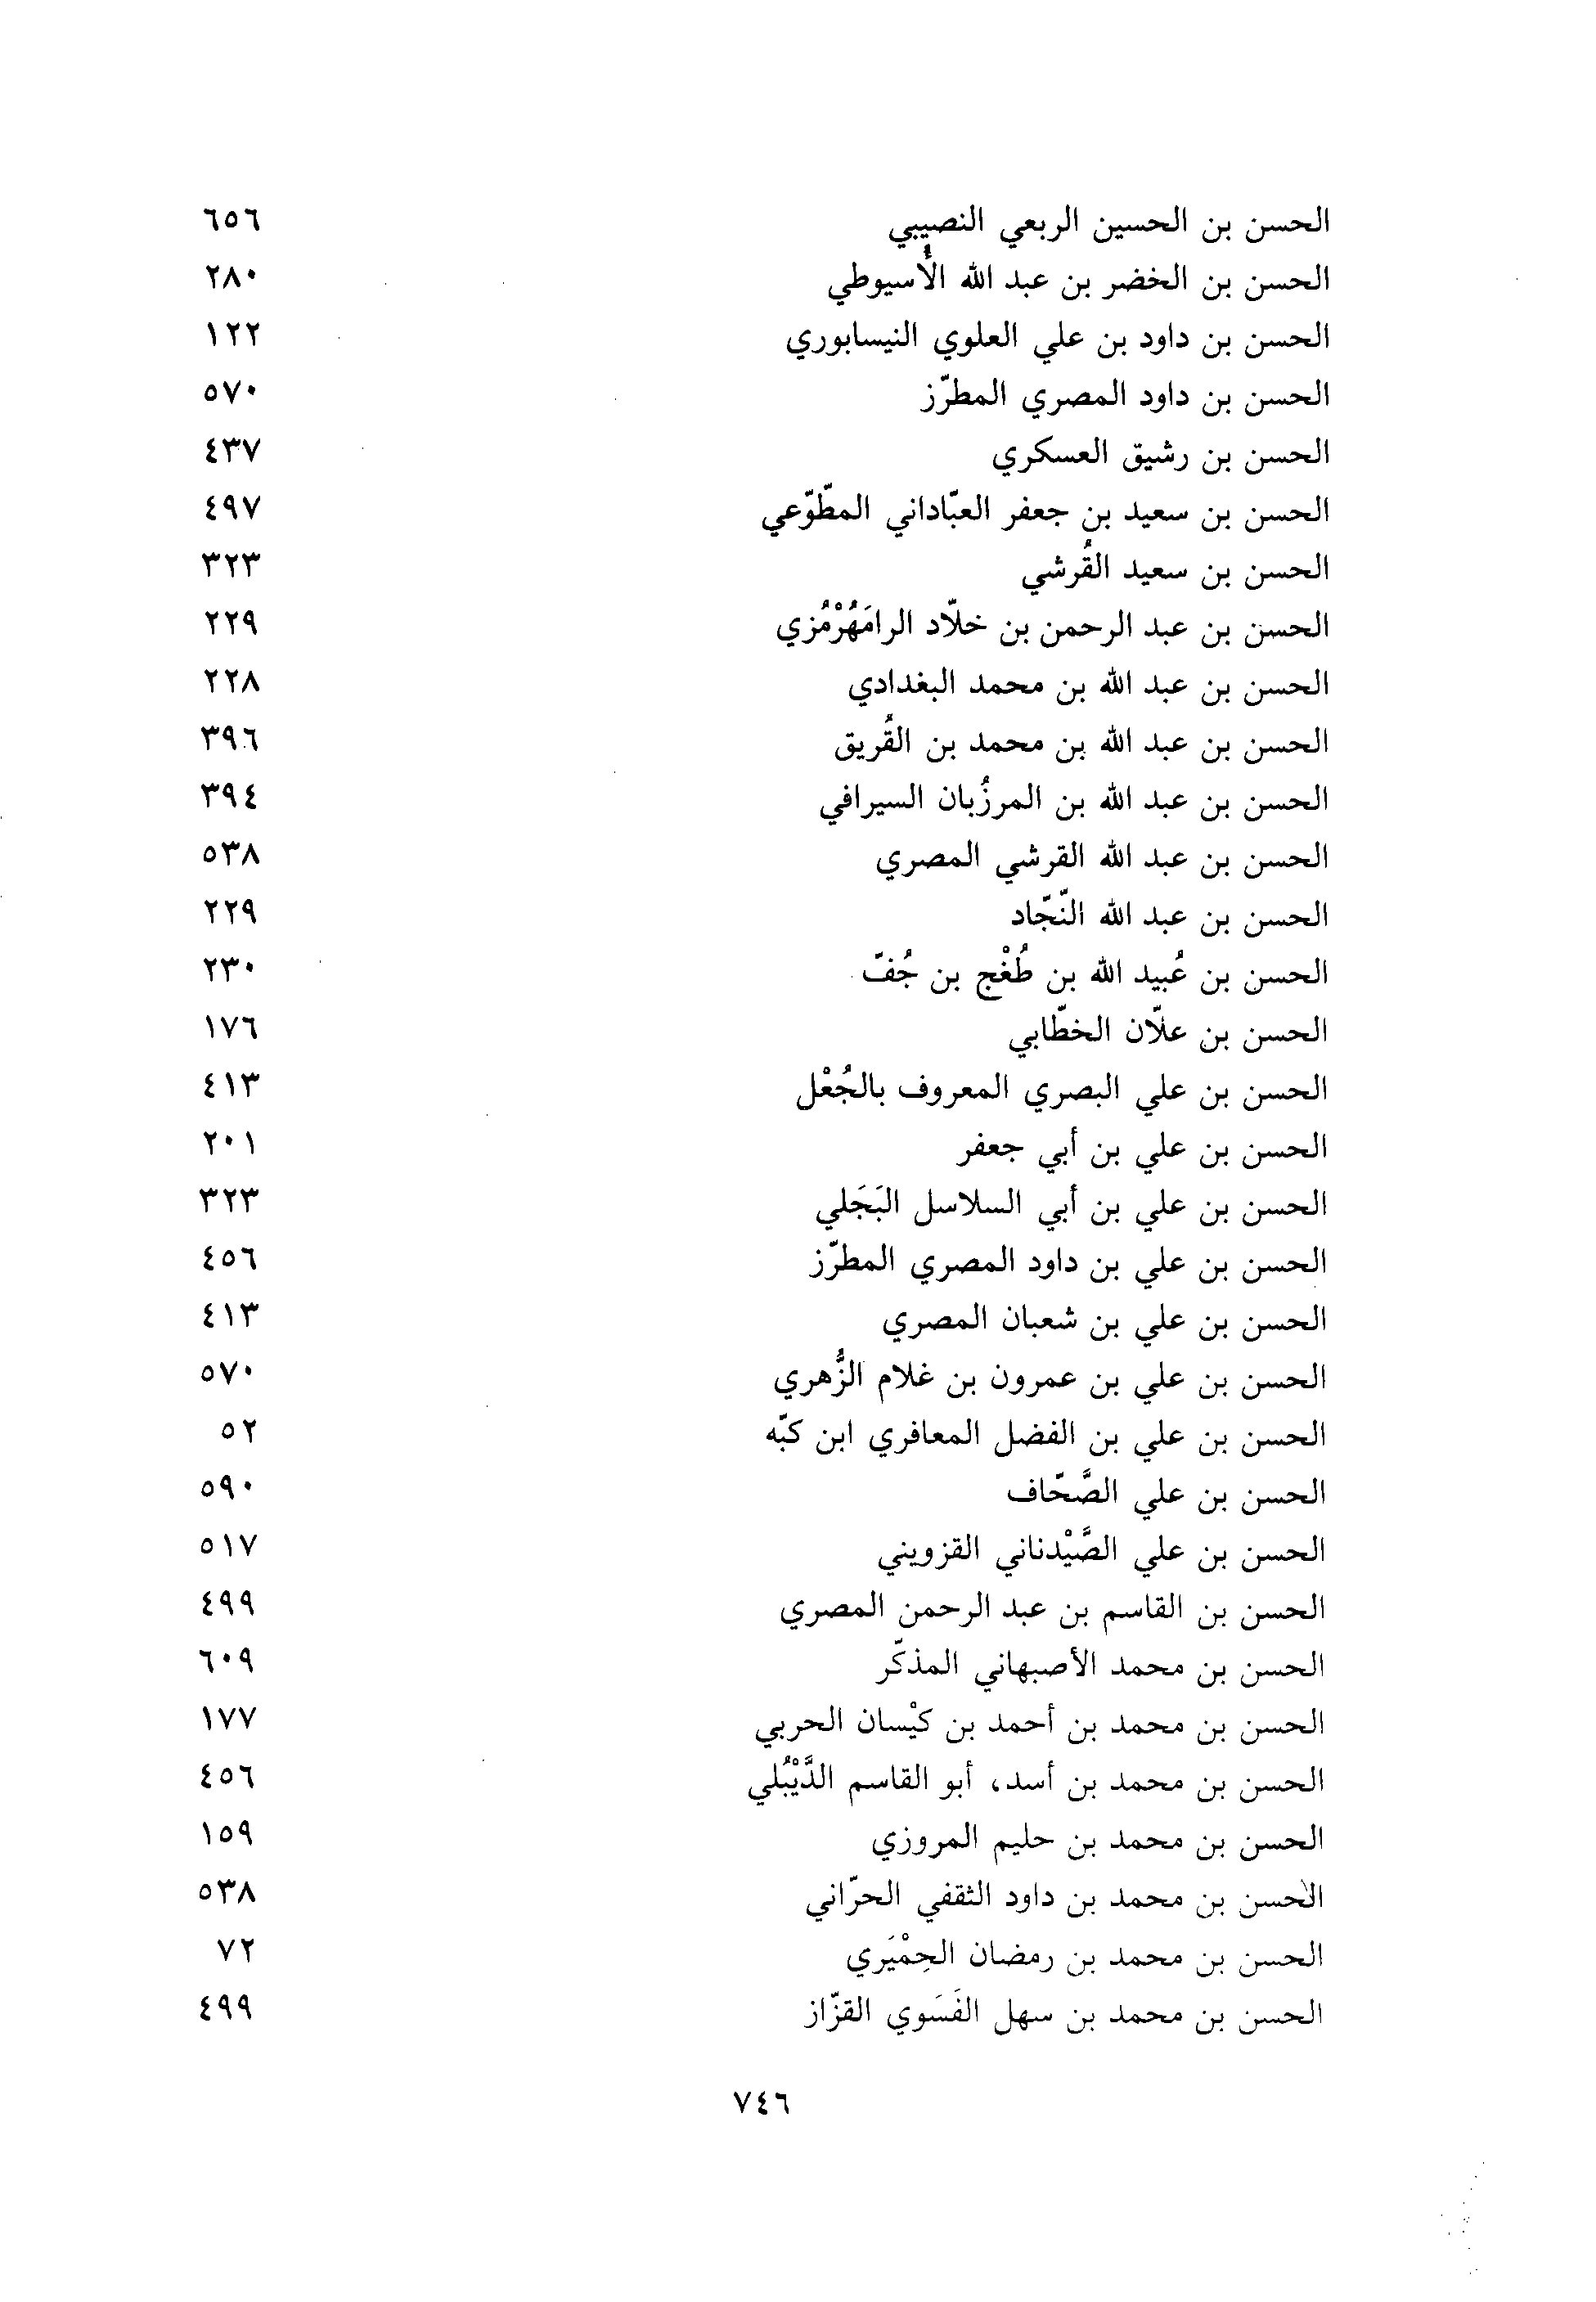 الحسن بن الحسين الربعي النصيبي ٦٥٦
الحسن بن الخضر بن عبد الله الأُسيوطي ٢٨٠
الحسن بن داود بن علي العلوي النيسابوري ١٢٢
الحسن بن داود المصري المطرّز ٥٧٠
الحسن بن رشيق العسكري ٤٣٧
الحسن بن سعيد بن جعفر العبّاداني المطّوّعي ٤٩٧
الحسن بن سعيد القُرشي ٣٢٣
الحسن بن عبد الرحمن بن خلّاد الرامَهُرْمُزي ٢٢٩
الحسن بن عبد الله بن محمد البغدادي ٢٢٨
الحسن بن عبد الله بن محمد بن القُريق ٣٩٦
الحسن بن عبد الله بن المرزُبان السيرافي ٣٩٤
الحسن بن عبد الله القرشي المصري ٥٣٨
الحسن بن عبد الله النّجّاد ٢٢٩
الحسن بن عُبيد الله بن طُغْج بن جُفّ ٢٣٠
الحسن بن علّان الخطّابي ١٧٦
الحسن بن علي البصري المعروف بالجُعْل ٤١٣
الحسن بن علي بن أبي جعفر ٢٠١
الحسن بن علي بن أبي السلاسل البَجَلي ٣٢٣
الحسن بن علي بن داود المصري المطرّز ٤٥٦
الحسن بن علي بن شعبان المصري ٤١٣
الحسن بن علي بن عمرون بن غلام الزُّهري ٥٧٠
الحسن بن علي بن الفضل المعافري ابن كبّه ٥٢
الحسن بن علي الصَّحّاف ٥٩٠
الحسن بن علي الصَّيْدناني القزويني ٥١٧
الحسن بن القاسم بن عبد الرحمن المصري ٤٩٩
الحسن بن محمد الأصبهاني المذكّر ٦٠٩
الحسن بن محمد بن أحمد بن كيْسان الحربي ١٧٧
الحسن بن محمد بن أسد، أبو القاسم الدَّيْبُلي ٤٥٦
الحسن بن محمد بن حليم المروزي ١٥٩
الحسن بن محمد بن داود الثقفي الحرّاني ٥٣٨
الحسن بن محمد بن رمضان الحِمْيَري ٧٢
الحسن بن محمد بن سهل الفَسَوي القزّاز ٤٩٩
٧٤٦